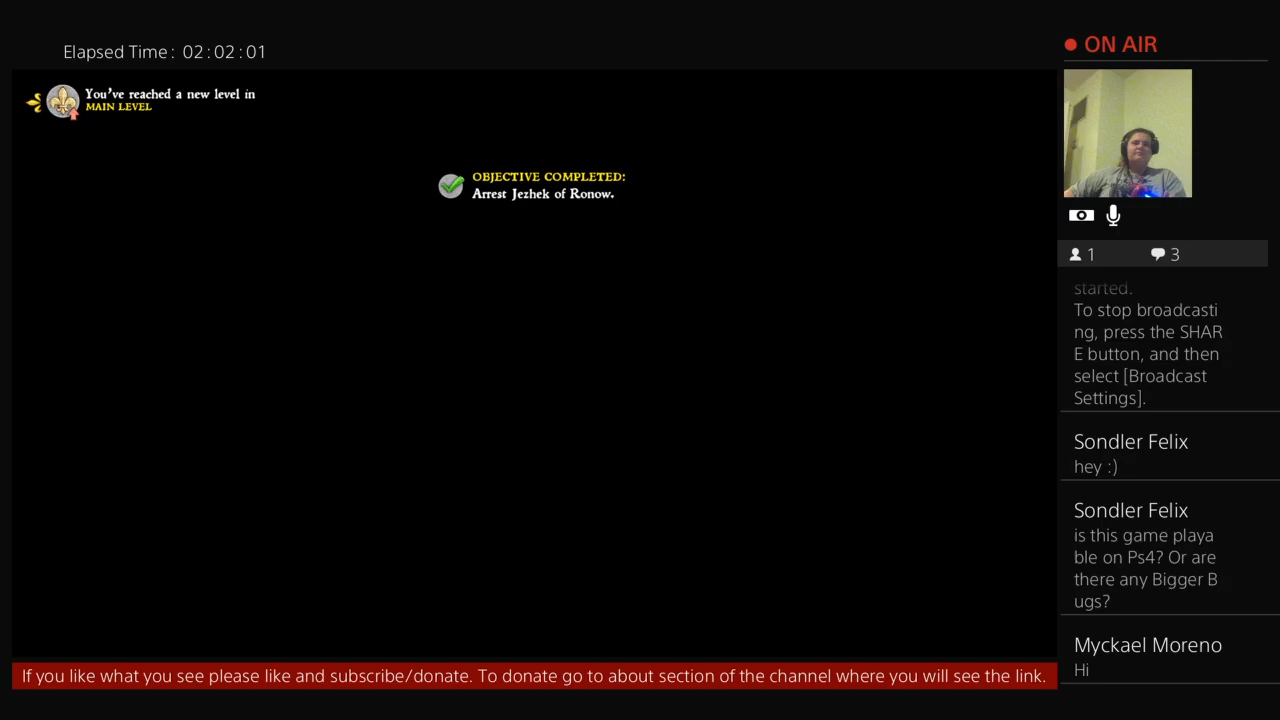 Elapsed Time: 02:02:01
ON AIR
You've reached a new level in
MAIN LEVEL
OBJECTIVE COMPLETED:
Arrest Jezhek of Ronow.
1
3
started.
To stop broadcasti
ng, press the SHAR
E button, and then
select [Broadcast
Settings].
Sondler Felix
hey :)
Sondler Felix
is this game playa
ble on Ps4? Or are
there any Bigger B
ugs?
Myckael Moreno
Hi
If you like what you see please like and subscribe/donate. To donate go to about section of the channel where you will see the link.